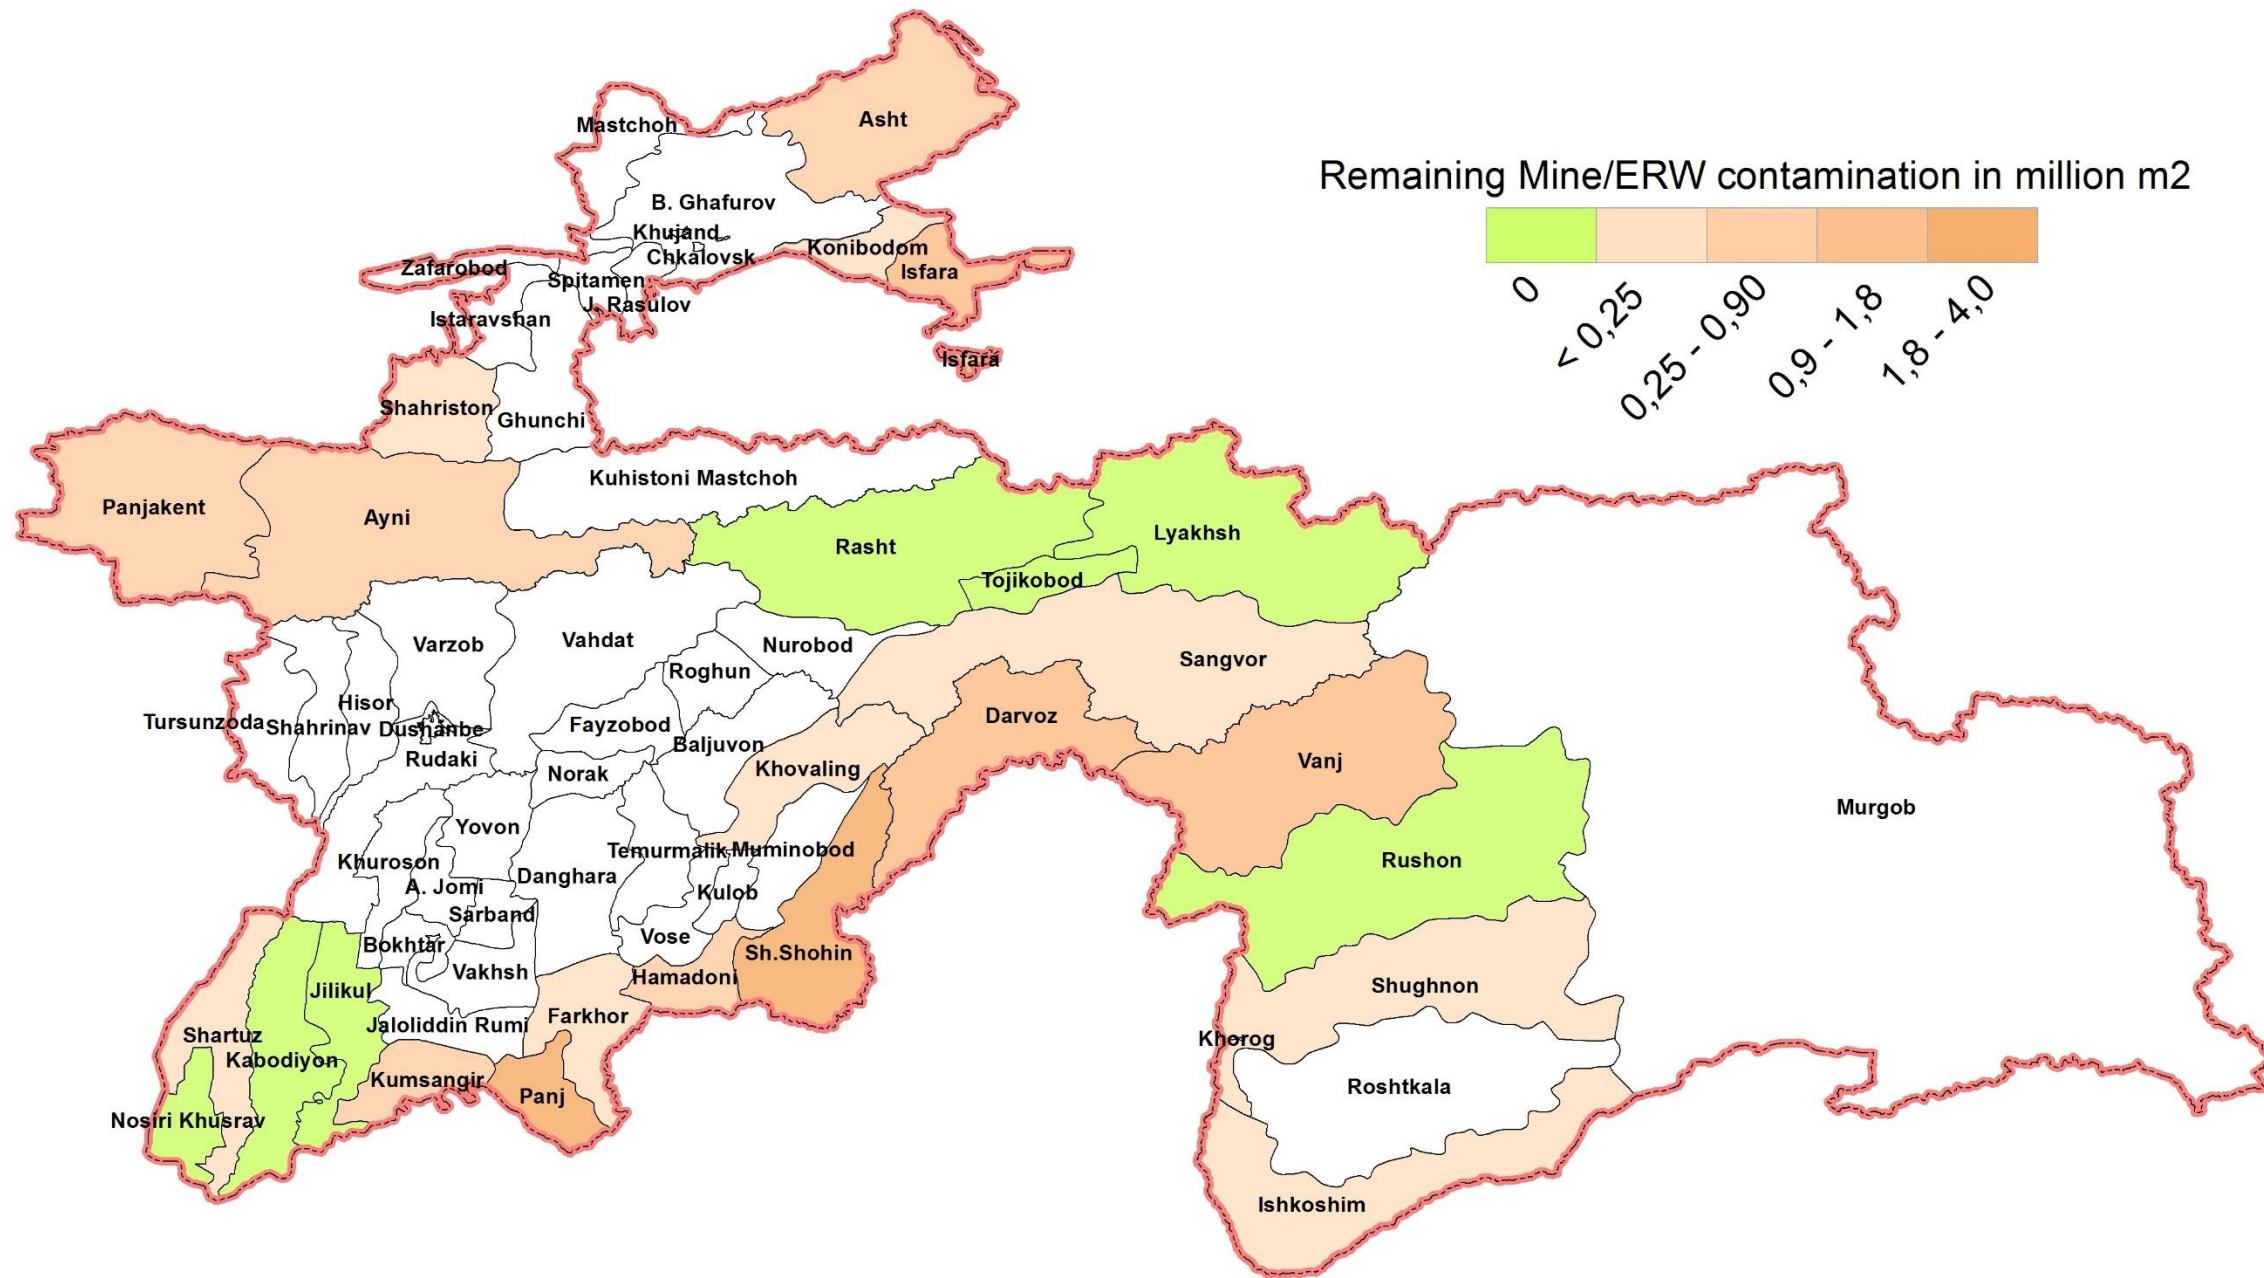 Asht
Mastchoh
Remaining Mine/ERW contamination in million m2
B. Ghafurov
Khujand
Konibodom
Chkalovsk
Zafarobod
Isfara
Spitamen
J. Rasulov
0
< 0,25
0,25 - 0,90
0,9 - 1,8
1,8 - 4,0
Istaravshan
Isfara
Shahriston
Ghunchi
Kuhistoni Mastchoh
Panjakent
Ayni
Lyakhsh
Rasht
Tojikobod
Vahdat
Varzob
Nurobod
Sangvor
Roghun
Hisor
Darvoz
Tursunzoda
Shahrinav
Dushanbe
Fayzobod
Baljuvon
Rudaki
Vanj
Khovaling
Norak
Murgob
Yovon
Temurmalik
Muminobod
Khuroson
Rushon
Danghara
A. Jomi
Kulob
Sarband
Vose
Bokhtar
Sh.Shohin
Vakhsh
Hamadoni
Shughnon
Jilikul
Farkhor
Jaloliddin Rumi
Shartuz
Khorog
Kabodiyon
Kumsangir
Roshtkala
Panj
Nosiri Khusrav
Ishkoshim